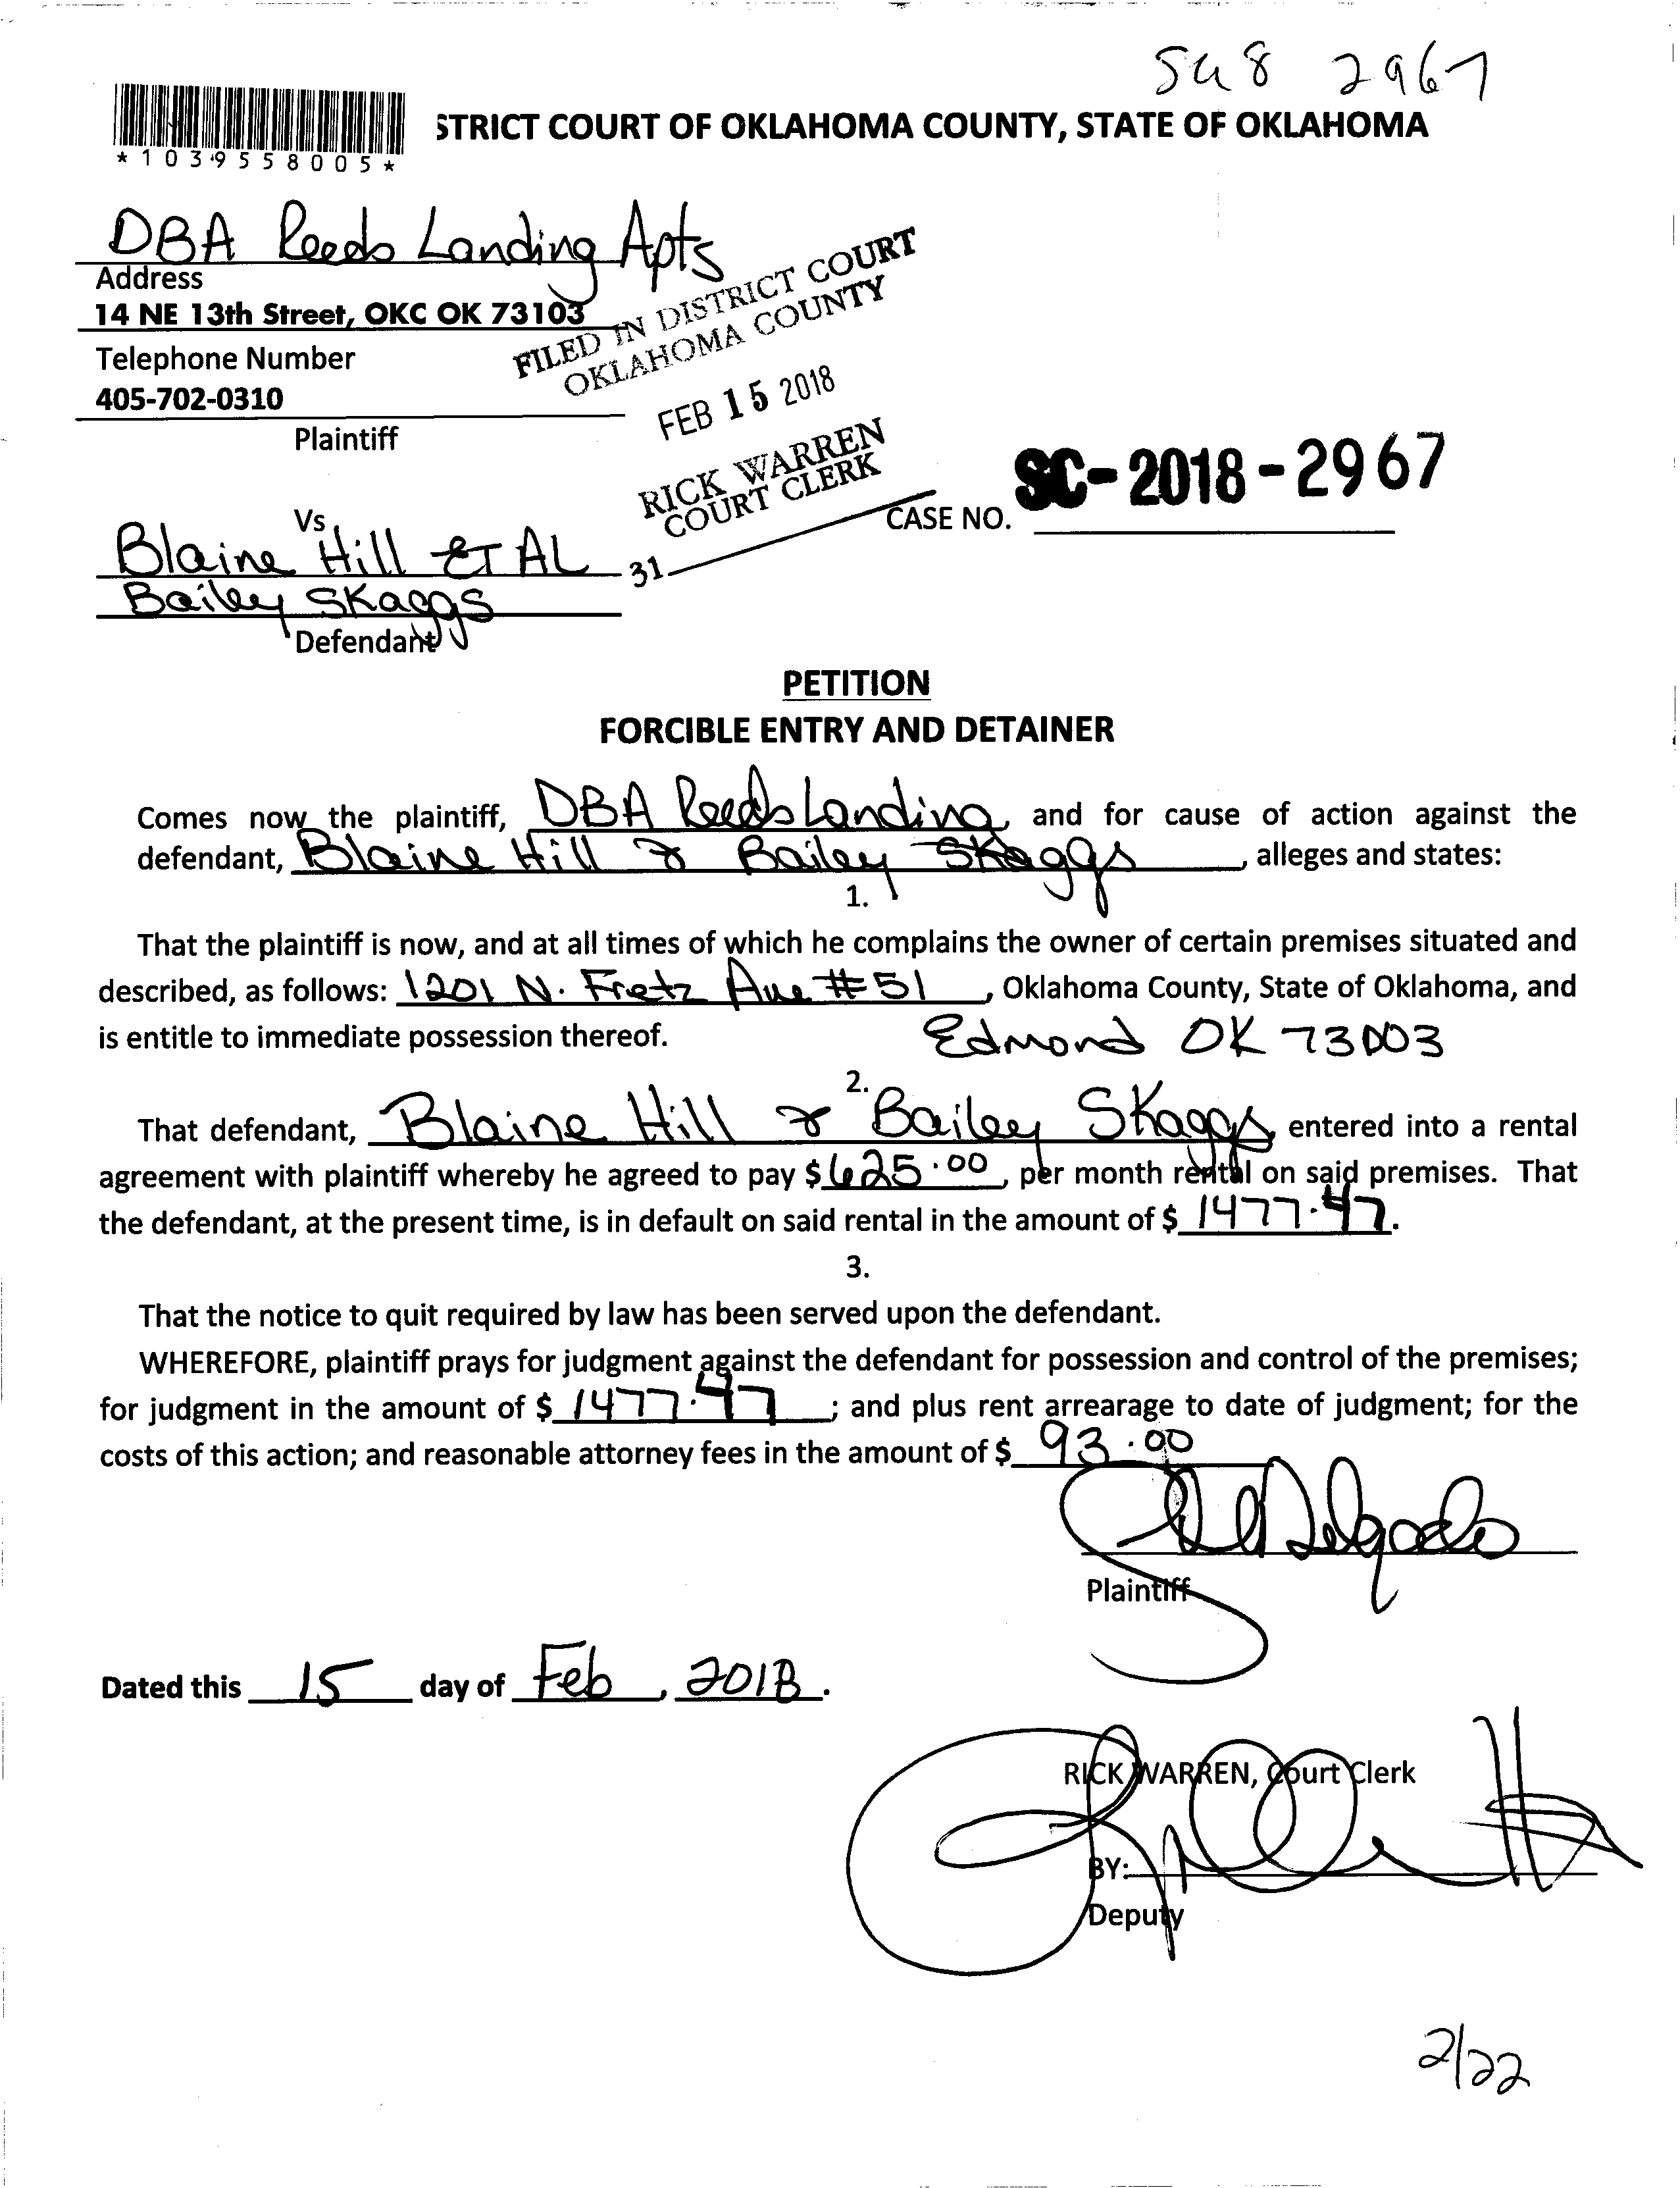 SC18 2967
STRICT COURT OF OKLAHOMA COUNTY, STATE OF OKLAHOMA
*1039558005*
DBA Reeds Landing Apts
Address
14 NE 13th Street, OKC OK 73103
FILED IN DISTRICT COURT
OKLAHOMA COUNTY
Telephone Number
405-702-0310
FEB 15 2018
Plaintiff
RICK WARREN
COURT CLERK
SC-2018-2967
CASE NO.
Vs
Blaine Hill ET AL
31
Bailey Skaggs
Defendant
PETITION
FORCIBLE ENTRY AND DETAINER
Comes now the plaintiff, DBA Reeds Landing, and for cause of action against the
defendant, Blaine Hill & Bailey Skaggs, alleges and states:
1.
That the plaintiff is now, and at all times of which he complains the owner of certain premises situated and
described, as follows: 1201 N. Fretz Ave #51, Oklahoma County, State of Oklahoma, and
is entitle to immediate possession thereof. Edmond OK 73003
2.
That defendant, Blaine Hill & Bailey Skaggs, entered into a rental
agreement with plaintiff whereby he agreed to pay $625.00, per month rental on said premises. That
the defendant, at the present time, is in default on said rental in the amount of $1477.47.
3.
That the notice to quit required by law has been served upon the defendant.
WHEREFORE, plaintiff prays for judgment against the defendant for possession and control of the premises;
for judgment in the amount of $1477.47; and plus rent arrearage to date of judgment; for the
costs of this action; and reasonable attorney fees in the amount of $93.00
Delgado
Plaintiff
Dated this 15 day of Feb, 2018.
RICK WARREN, Court Clerk
BY:
Deputy
2/22